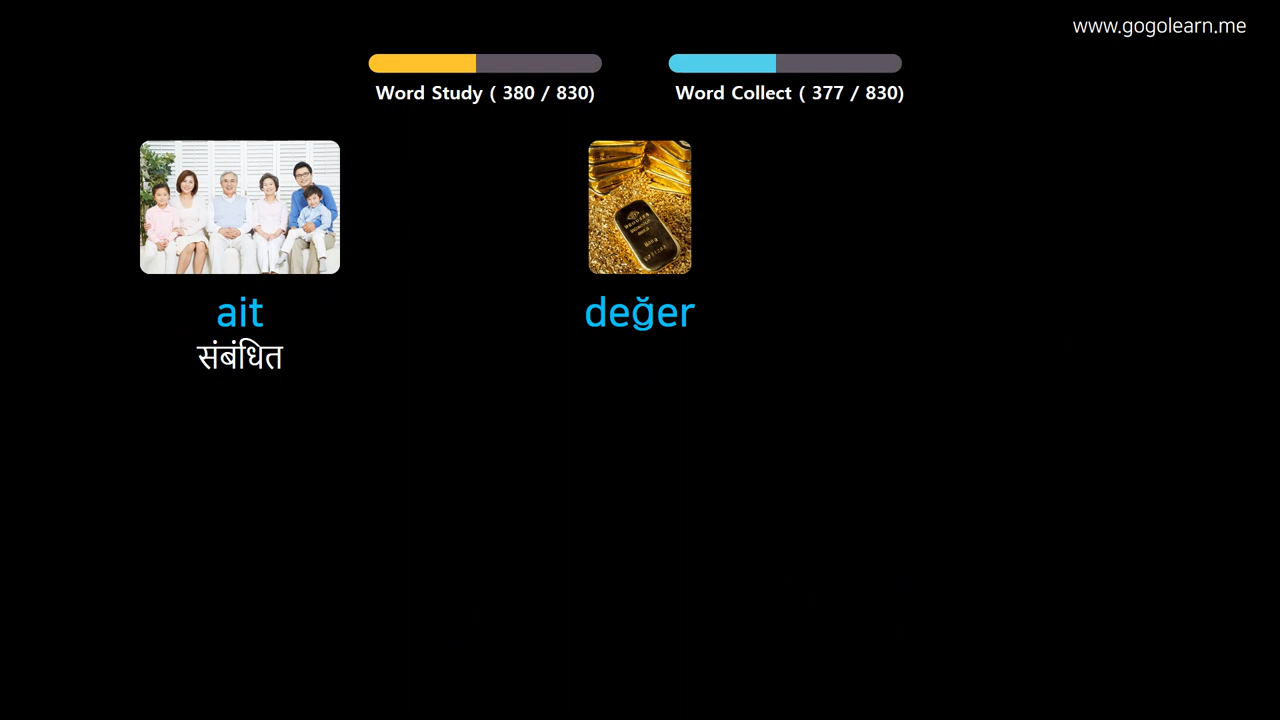 www.gogolearn.me
Word Study ( 380 / 830)
Word Collect ( 377 / 830)
ait
संबंधित
değer